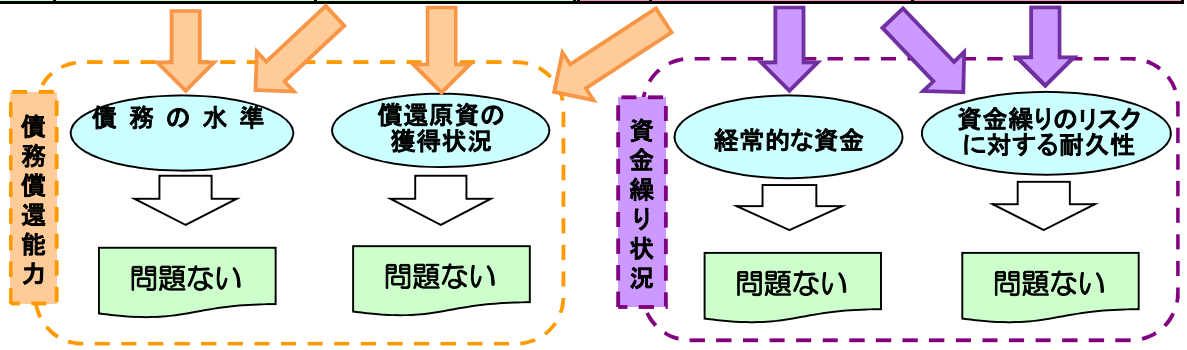 債務償還能力
債 務 の 水 準
償還原資の
獲得状況
問題ない
問題ない
資金繰り状況
経常的な資金
資金繰りのリスク
に対する耐久性
問題ない
問題ない